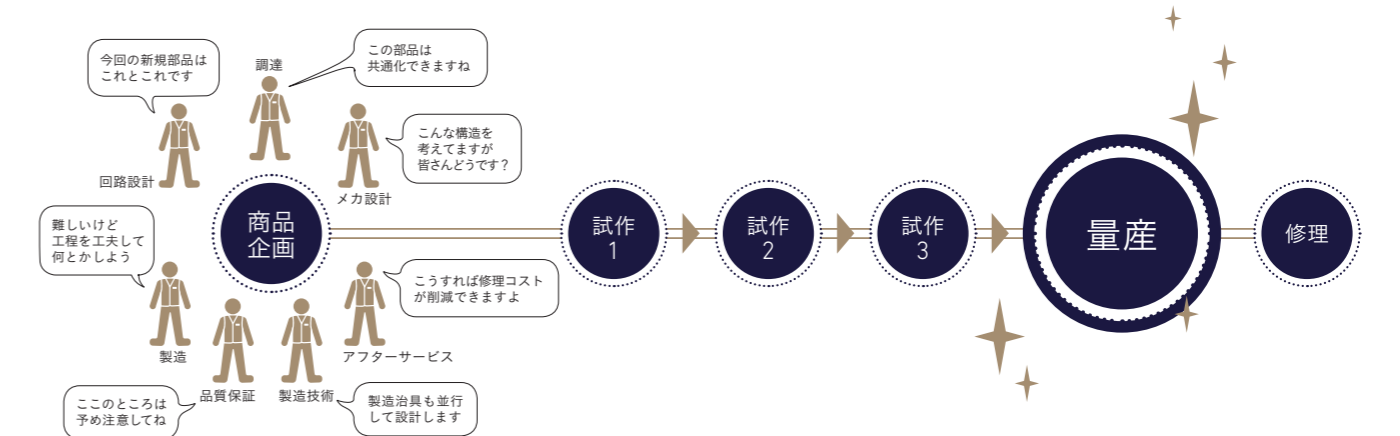 今回の新規部品は
これとこれです
回路設計
調達
この部品は
共通化できますね
こんな構造を
考えてますが
皆さんどうです？
メカ設計
商品
企画
難しいけど
工程を工夫して
何とかしよう
製造
ここのところは
予め注意してね
品質保証
製造技術
製造治具も並行
して設計します
こうすれば修理コスト
が削減できますよ
アフターサービス
試作
1
試作
2
試作
3
量産
修理